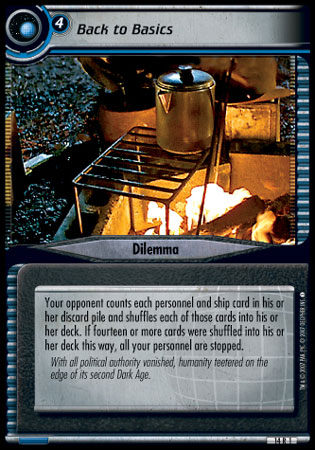 4
Back to Basics
Dilemma
Your opponent counts each personnel and ship card in his or
her discard pile and shuffles each of those cards into his or
her deck. If fourteen or more cards were shuffled into his or
her deck this way, all your personnel are stopped.
With all political authority vanished, humanity teetered on the
edge of its second Dark Age.
14 R 1